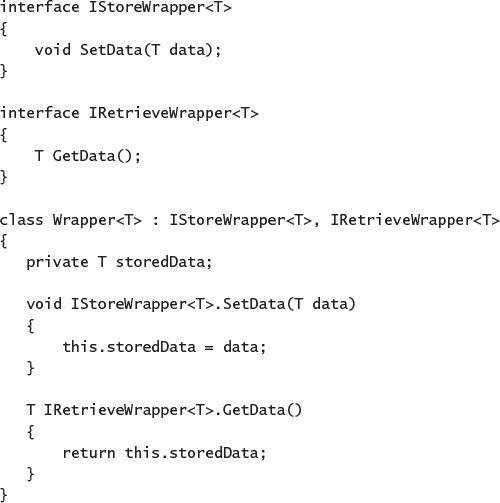 interface IStoreWrapper<T>
{
    void SetData(T data);
}

interface IRetrieveWrapper<T>
{
    T GetData();
}

class Wrapper<T> : IStoreWrapper<T>, IRetrieveWrapper<T>
{
   private T storedData;

   void IStoreWrapper<T>.SetData(T data)
   {
       this.storedData = data;
   }

   T IRetrieveWrapper<T>.GetData()
   {
       return this.storedData;
   }
}